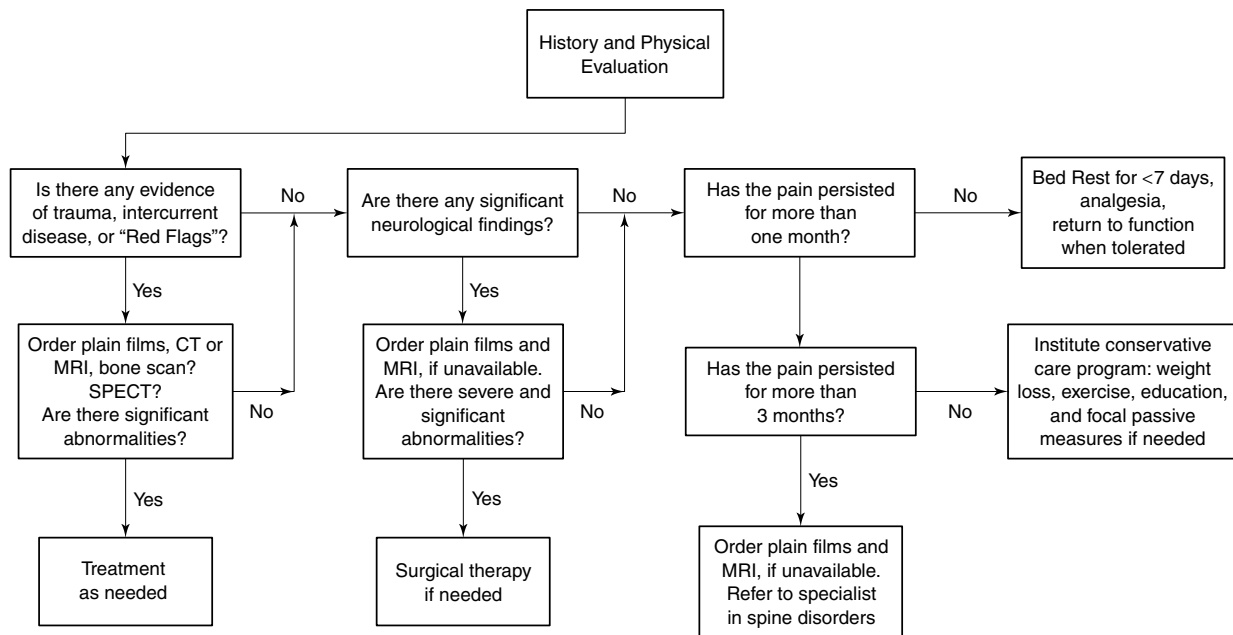 History and Physical
Evaluation
Is there any evidence
of trauma, intercurrent
disease, or “Red Flags”?
No
Are there any significant
neurological findings?
No
Has the pain persisted
for more than
one month?
No
Bed Rest for <7 days,
analgesia,
return to function
when tolerated
Yes
Yes
Order plain films, CT or
MRI, bone scan?
SPECT?
Are there significant
abnormalities?
No
Order plain films and
MRI, if unavailable.
Are there severe and
significant
abnormalities?
No
Has the pain persisted
for more than
3 months?
No
Institute conservative
care program: weight
loss, exercise, education,
and focal passive
measures if needed
Yes
Yes
Yes
Treatment
as needed
Surgical therapy
if needed
Order plain films and
MRI, if unavailable.
Refer to specialist
in spine disorders